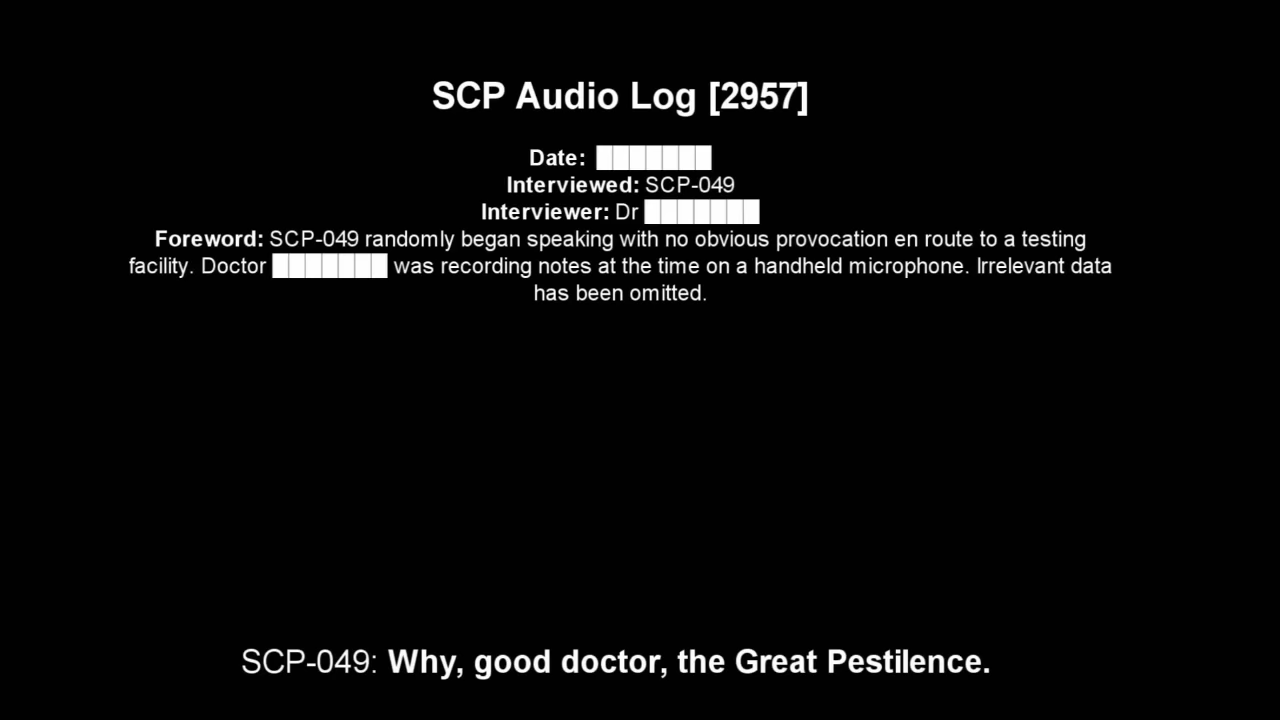 SCP Audio Log [2957]
Date: ███████
Interviewed: SCP-049
Interviewer: Dr ███████
Foreword: SCP-049 randomly began speaking with no obvious provocation en route to a testing
facility. Doctor ███████ was recording notes at the time on a handheld microphone. Irrelevant data
has been omitted.
SCP-049: Why, good doctor, the Great Pestilence.